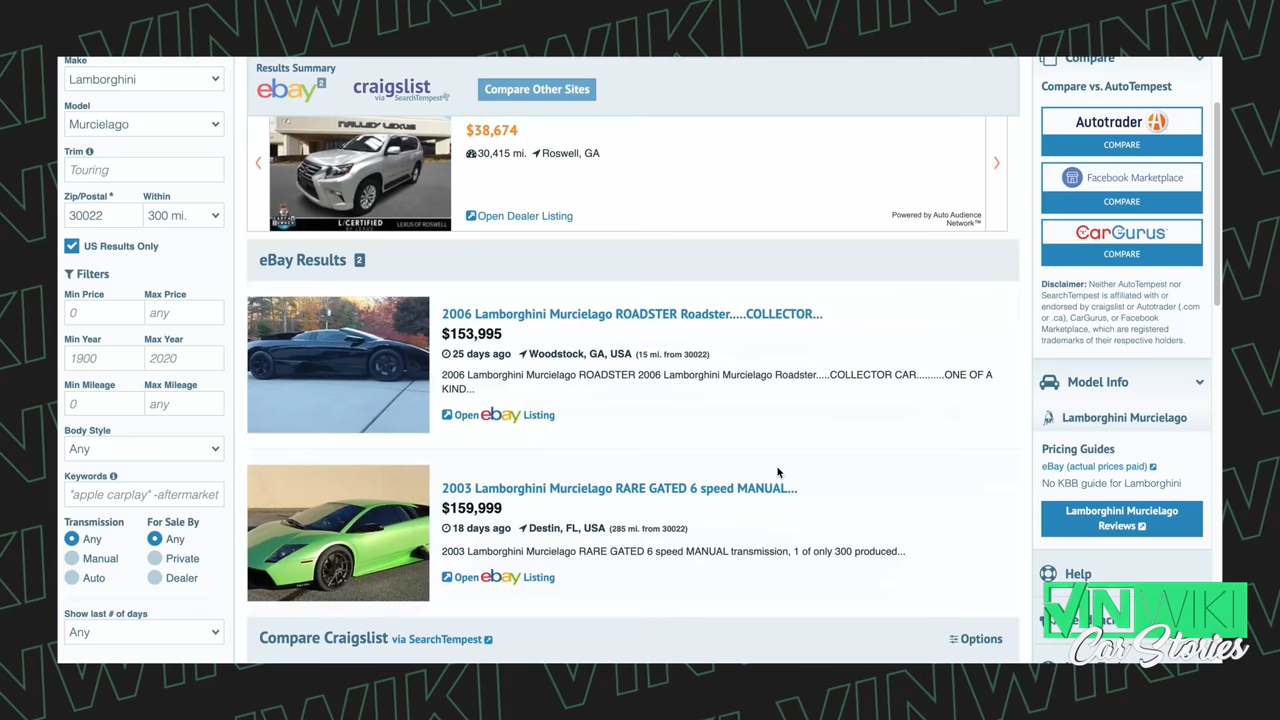 Make
Lamborghini
Model
Murcielago
Trim
Touring
Zip/Postal * Within
30022 300 mi.
US Results Only
Filters
Min Price Max Price
0 any
Min Year Max Year
1900 2020
Min Mileage Max Mileage
0 any
Body Style
Any
Keywords
"apple carplay" -aftermarket
Transmission For Sale By
Any Any
Manual Private
Auto Dealer
Show last # of days
Any
Results Summary
ebay 2 craigslist via SearchTempest Compare Other Sites
NALLEY LEXUS
L/CERTIFIED
BY LEXUS
LEXUS OF ROSWELL
$38,674
30,415 mi. Roswell, GA
Open Dealer Listing
Powered by Auto Audience
Network™
eBay Results 2
2006 Lamborghini Murcielago ROADSTER Roadster.....COLLECTOR...
$153,995
25 days ago Woodstock, GA, USA (15 mi. from 30022)
2006 Lamborghini Murcielago ROADSTER 2006 Lamborghini Murcielago Roadster.....COLLECTOR CAR..........ONE OF A
KIND...
Open ebay Listing
2003 Lamborghini Murcielago RARE GATED 6 speed MANUAL...
$159,999
18 days ago Destin, FL, USA (285 mi. from 30022)
2003 Lamborghini Murcielago RARE GATED 6 speed MANUAL transmission, 1 of only 300 produced...
Open ebay Listing
Compare Craigslist via SearchTempest
Options
Compare
Compare vs. AutoTempest
Autotrader
COMPARE
Facebook Marketplace
COMPARE
CarGurus
COMPARE
Disclaimer: Neither AutoTempest nor
SearchTempest is affiliated with or
endorsed by craigslist or Autotrader (.com
or .ca), CarGurus, or Facebook
Marketplace, which are registered
trademarks of their respective holders.
Model Info
Lamborghini Murcielago
Pricing Guides
eBay (actual prices paid)
No KBB guide for Lamborghini
Lamborghini Murcielago
Reviews
Help
VINWIKI
Car Stories